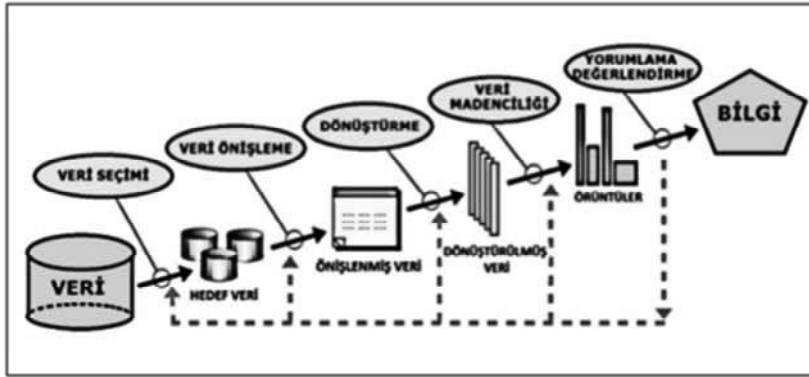 YORUMLAMA
DEĞERLENDİRME
VERİ
MADENCİLİĞİ
BİLGİ
DÖNÜŞTÜRME
VERİ ÖNİŞLEME
VERİ SEÇİMİ
ÖRÜNTÜLER
DÖNÜŞTÜRÜLMÜŞ
VERİ
ÖNİŞLENMİŞ VERİ
HEDEF VERİ
VERİ